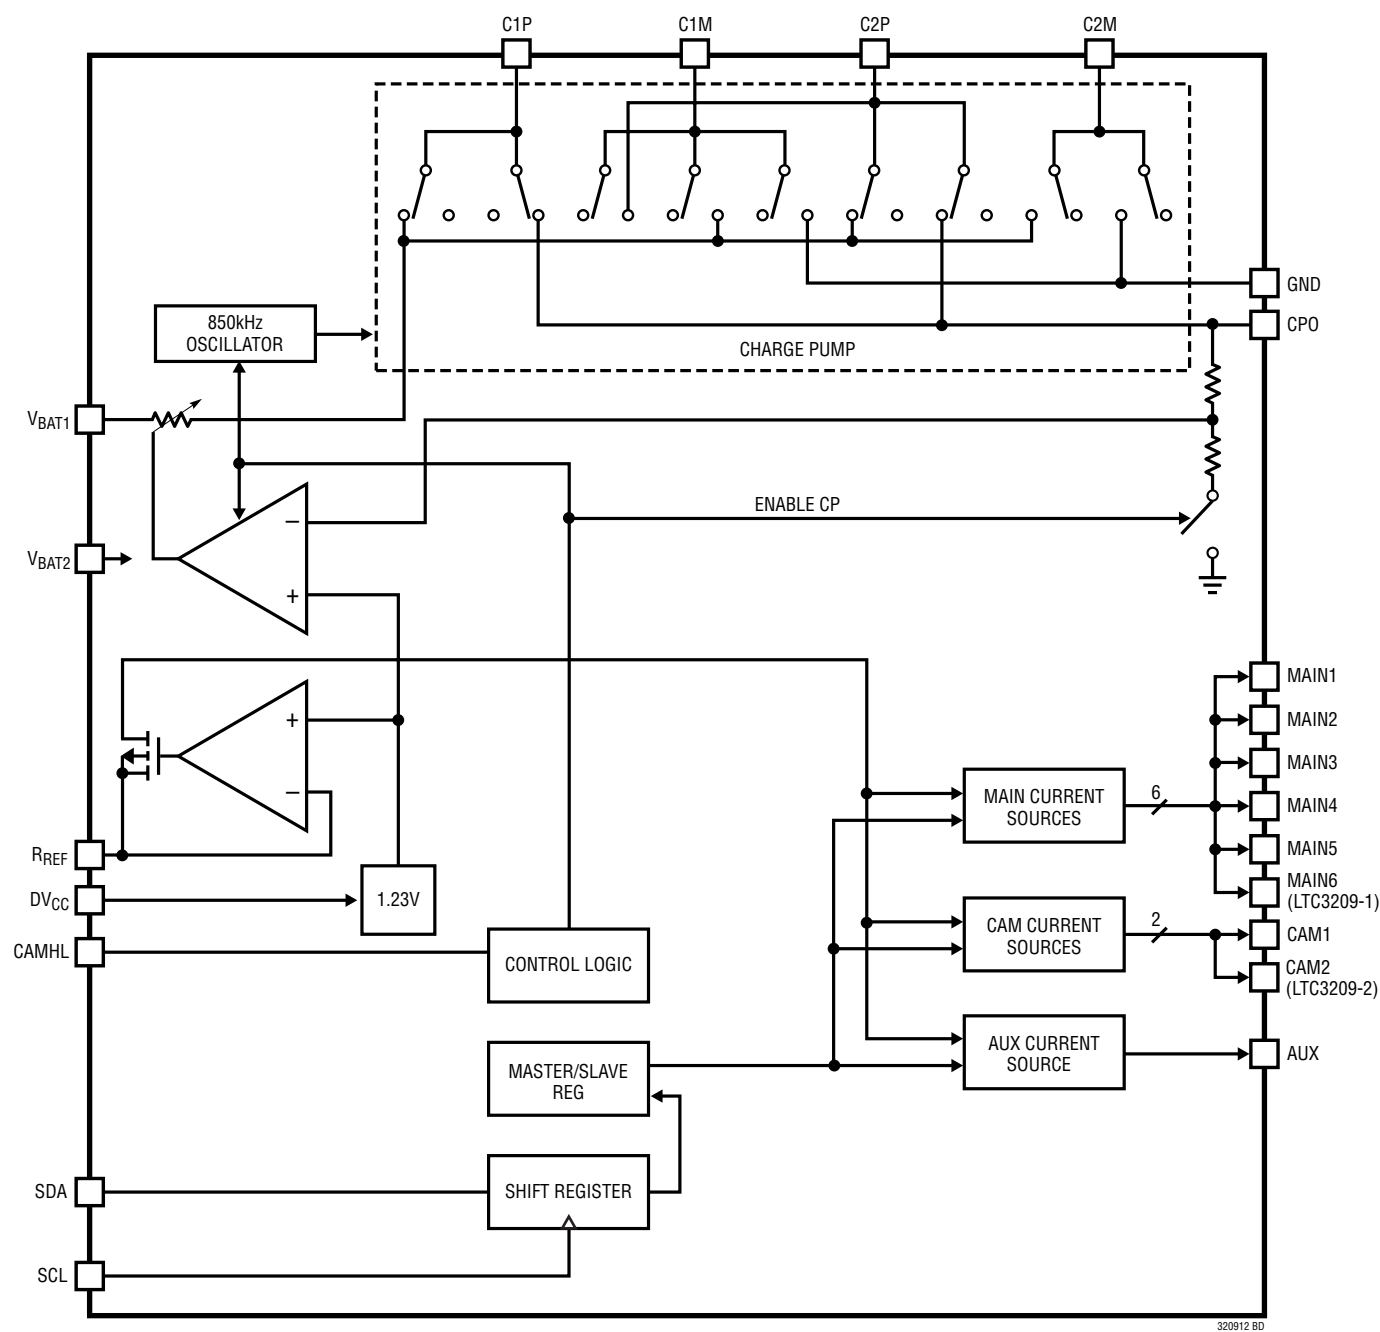 C1P
C1M
C2P
C2M
850kHz
OSCILLATOR
CHARGE PUMP
GND
CPO
VBAT1
ENABLE CP
VBAT2
–
+
+
–
RREF
DVCC
1.23V
CAMHL
CONTROL LOGIC
MASTER/SLAVE
REG
SDA
SHIFT REGISTER
SCL
MAIN CURRENT
SOURCES
6
CAM CURRENT
SOURCES
2
AUX CURRENT
SOURCE
MAIN1
MAIN2
MAIN3
MAIN4
MAIN5
MAIN6
(LTC3209-1)
CAM1
CAM2
(LTC3209-2)
AUX
320912 BD